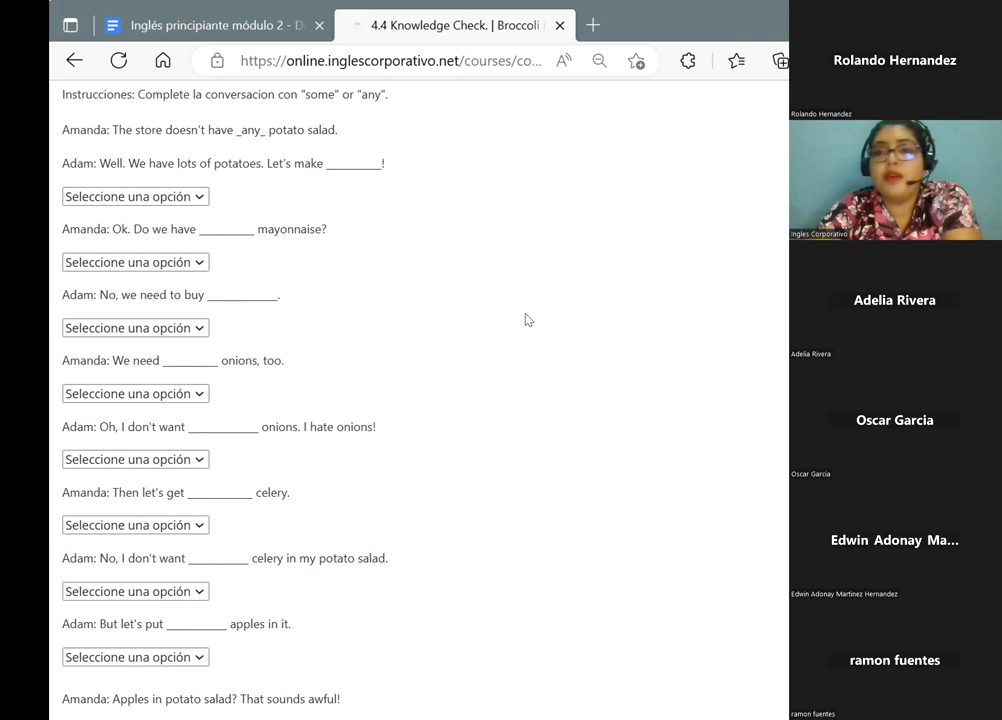 Inglés principiante módulo 2 - D
4.4 Knowledge Check. | Broccoli
https://online.inglescorporativo.net/courses/co...
Instrucciones: Complete la conversacion con "some" or "any".
Amanda: The store doesn't have _any_ potato salad.
Adam: Well. We have lots of potatoes. Let's make ________!
Seleccione una opción
Amanda: Ok. Do we have ________ mayonnaise?
Seleccione una opción
Adam: No, we need to buy __________.
Seleccione una opción
Amanda: We need ________ onions, too.
Seleccione una opción
Adam: Oh, I don't want __________ onions. I hate onions!
Seleccione una opción
Amanda: Then let's get _________ celery.
Seleccione una opción
Adam: No, I don't want _________ celery in my potato salad.
Seleccione una opción
Adam: But let's put _________ apples in it.
Seleccione una opción
Amanda: Apples in potato salad? That sounds awful!
Rolando Hernandez
Rolando Hernandez
Ingles Corporativo
Adelia Rivera
Adelia Rivera
Oscar Garcia
Oscar Garcia
Edwin Adonay Ma...
Edwin Adonay Martinez Hernandez
ramon fuentes
ramon fuentes